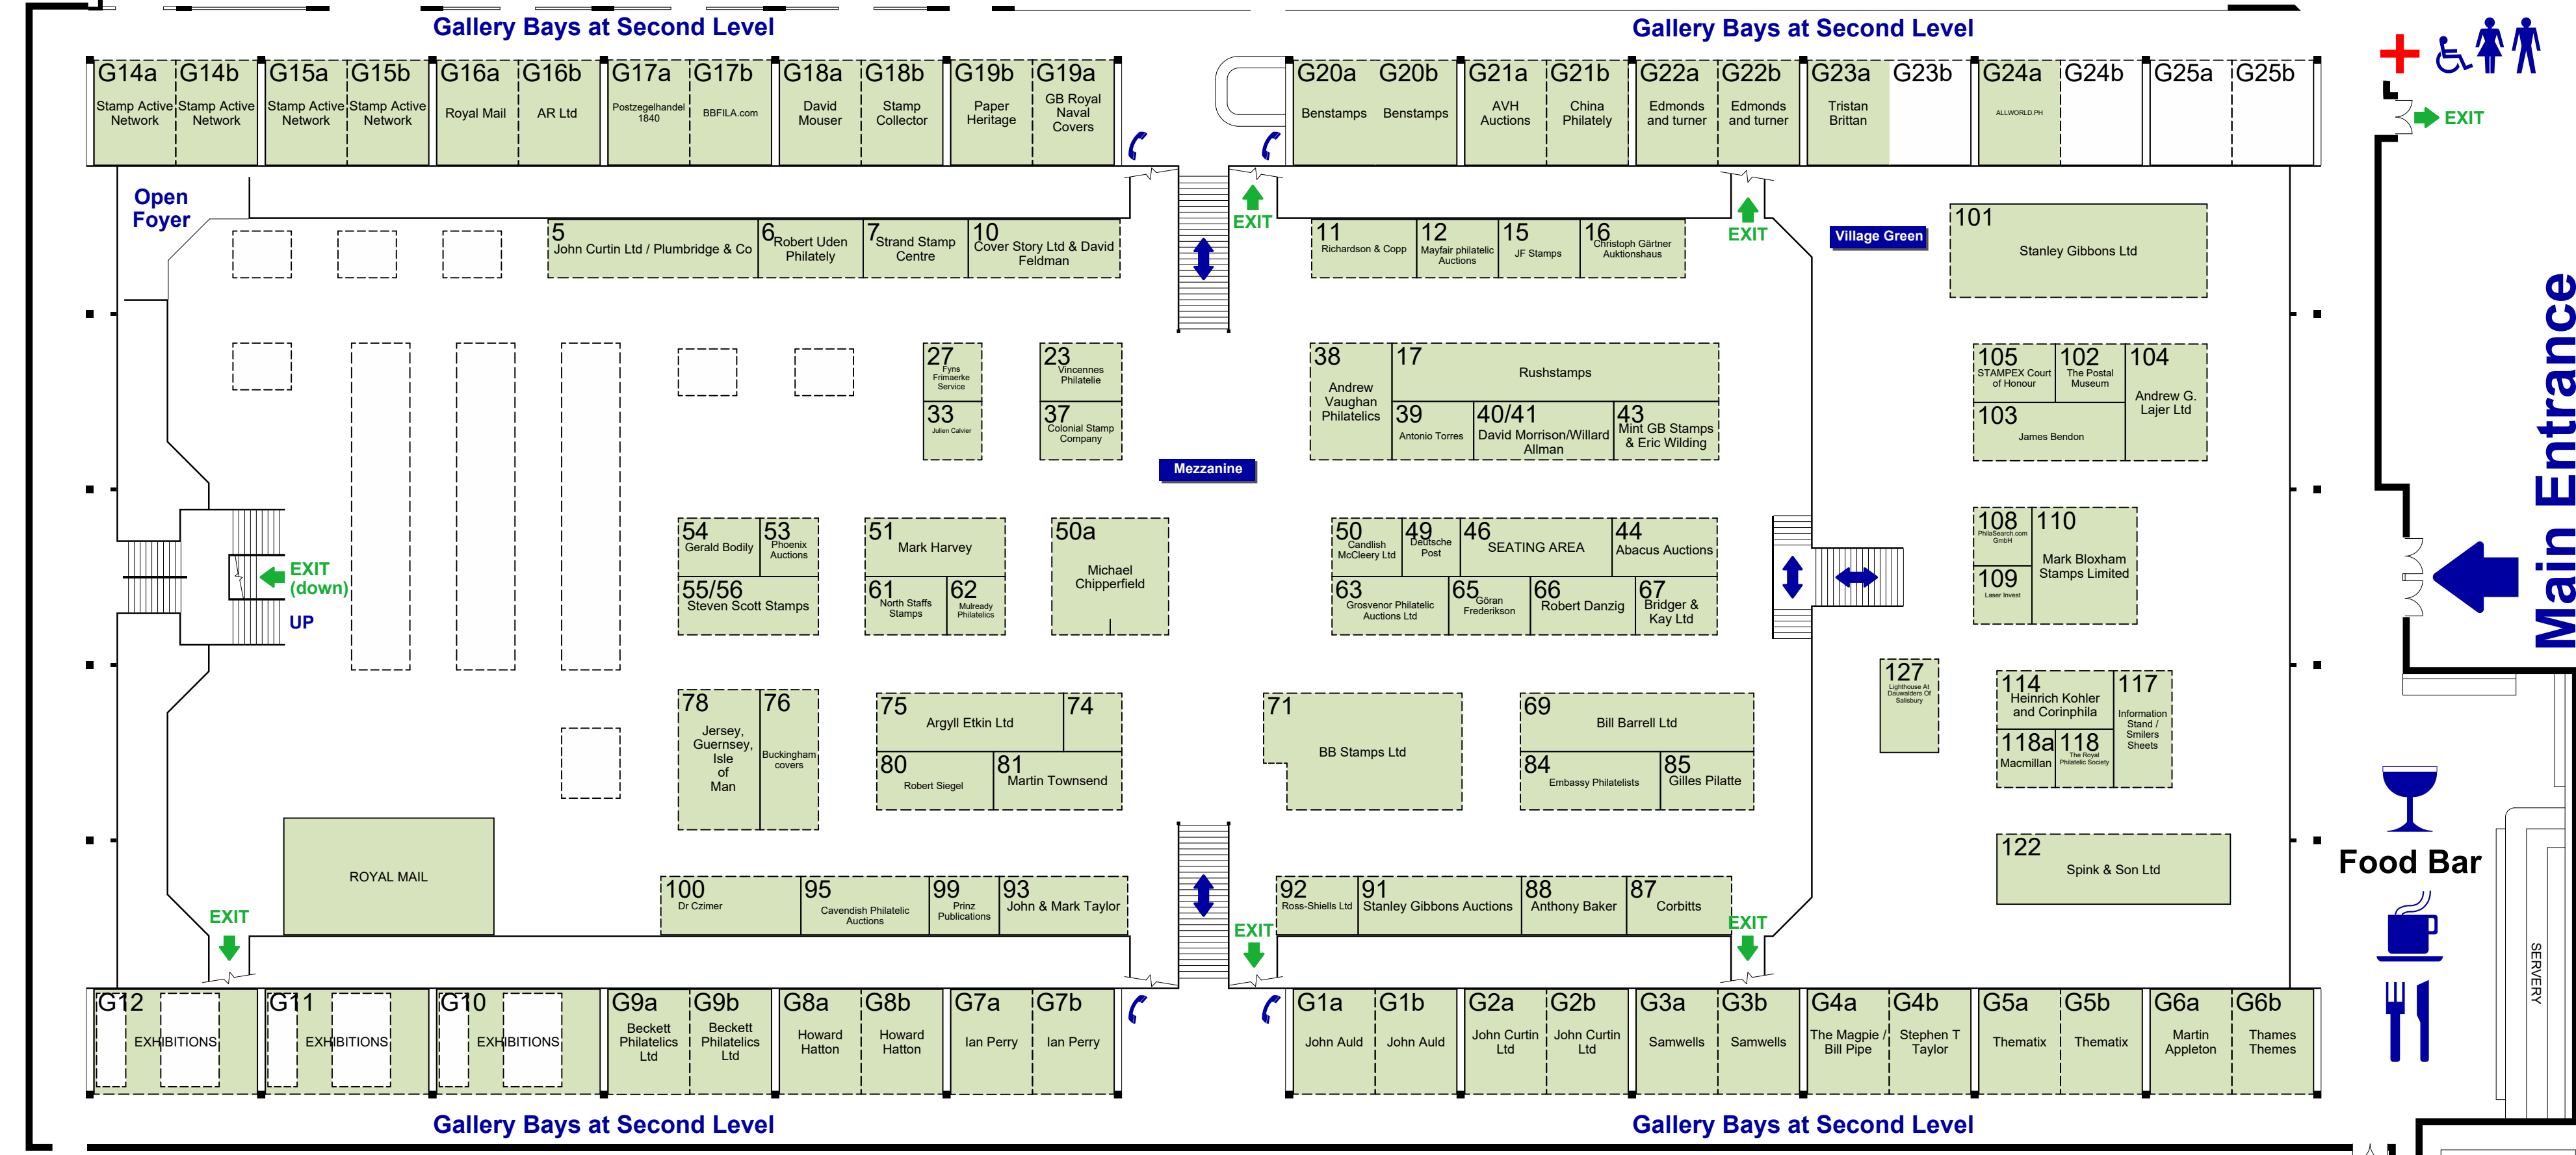 Gallery Bays at Second Level
Gallery Bays at Second Level
G14a
Stamp Active
Network
G14b
Stamp Active
Network
G15a
Stamp Active
Network
G15b
Stamp Active
Network
G16a
Royal Mail
G16b
AR Ltd
G17a
Postzegelhandel
1840
G17b
BBFILA.com
G18a
David
Mouser
G18b
Stamp
Collector
G19b
Paper
Heritage
G19a
GB Royal
Naval
Covers
G20a
Benstamps
G20b
Benstamps
G21a
AVH
Auctions
G21b
China
Philately
G22a
Edmonds
and turner
G22b
Edmonds
and turner
G23a
Tristan
Brittan
G23b
G24a
ALLWORLD.PH
G24b
G25a
G25b
EXIT
Open
Foyer
5
John Curtin Ltd / Plumbridge & Co
6
Robert Uden
Philately
7
Strand Stamp
Centre
10
Cover Story Ltd & David
Feldman
EXIT
11
Richardson & Copp
12
Mayfair philatelic
Auctions
15
JF Stamps
16
Christoph Gärtner
Auktionshaus
EXIT
Village Green
101
Stanley Gibbons Ltd
Main Entrance
27
Fyns
Frimaerke
Service
33
Julien Calvier
23
Vincennes
Philatelie
37
Colonial Stamp
Company
38
Andrew
Vaughan
Philatelics
17
Rushstamps
39
Antonio Torres
40/41
David Morrison/Willard
Allman
43
Mint GB Stamps
& Eric Wilding
105
STAMPEX Court
of Honour
102
The Postal
Museum
104
Andrew G.
Lajer Ltd
103
James Bendon
Mezzanine
54
Gerald Bodily
53
Phoenix
Auctions
55/56
Steven Scott Stamps
51
Mark Harvey
61
North Staffs
Stamps
62
Mulready
Philatelics
50a
Michael
Chipperfield
50
Candlish
McCleery Ltd
49
Deutsche
Post
46
SEATING AREA
44
Abacus Auctions
63
Grosvenor Philatelic
Auctions Ltd
65
Göran
Frederikson
66
Robert Danzig
67
Bridger &
Kay Ltd
108
PhilaSearch.com
GmbH
109
Laser Invest
110
Mark Bloxham
Stamps Limited
EXIT
(down)
UP
78
Jersey,
Guernsey,
Isle
of
Man
76
Buckingham
covers
75
Argyll Etkin Ltd
74
80
Robert Siegel
81
Martin Townsend
71
BB Stamps Ltd
69
Bill Barrell Ltd
84
Embassy Philatelists
85
Gilles Pilatte
127
Lighthouse At
Dauwalders Of
Salisbury
114
Heinrich Kohler
and Corinphila
117
Information
Stand /
Smilers
Sheets
118a
Macmillan
118
The Royal
Philatelic Society
ROYAL MAIL
122
Spink & Son Ltd
Food Bar
SERVERY
EXIT
100
Dr Czimer
95
Cavendish Philatelic
Auctions
99
Prinz
Publications
93
John & Mark Taylor
EXIT
92
Ross-Shiells Ltd
91
Stanley Gibbons Auctions
88
Anthony Baker
87
Corbitts
EXIT
G12
EXHIBITIONS
G11
EXHIBITIONS
G10
EXHIBITIONS
G9a
Beckett
Philatelics
Ltd
G9b
Beckett
Philatelics
Ltd
G8a
Howard
Hatton
G8b
Howard
Hatton
G7a
Ian Perry
G7b
Ian Perry
G1a
John Auld
G1b
John Auld
G2a
John Curtin
Ltd
G2b
John Curtin
Ltd
G3a
Samwells
G3b
Samwells
G4a
The Magpie /
Bill Pipe
G4b
Stephen T
Taylor
G5a
Thematix
G5b
Thematix
G6a
Martin
Appleton
G6b
Thames
Themes
Gallery Bays at Second Level
Gallery Bays at Second Level